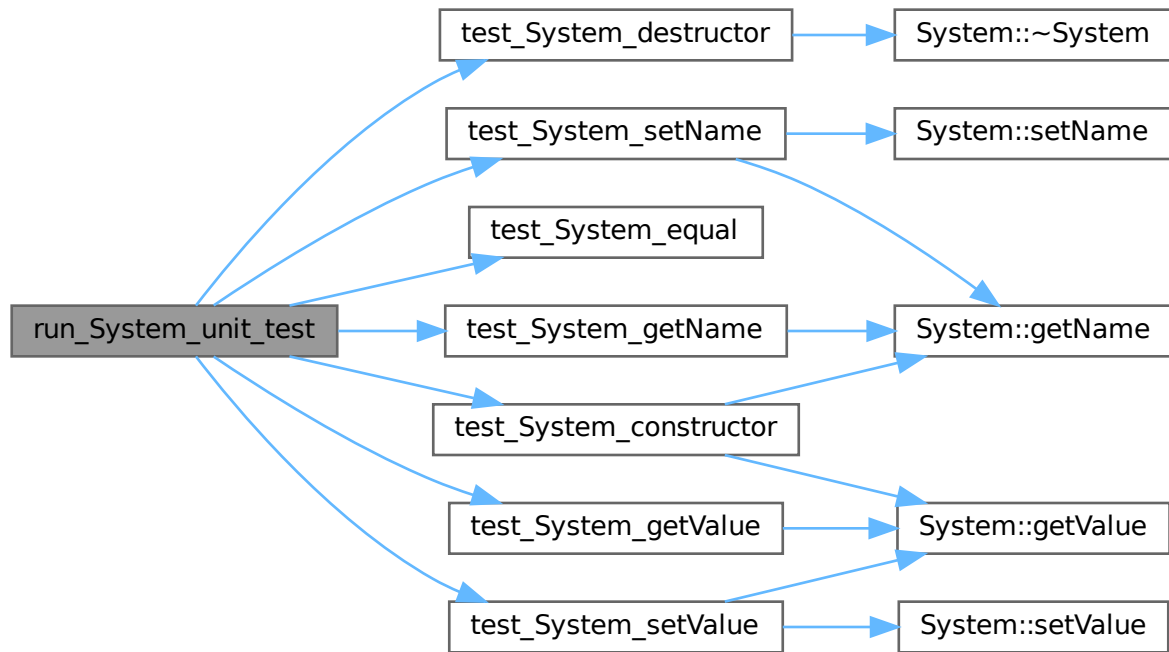 test_System_destructor
System::~System
test_System_setName
System::setName
test_System_equal
run_System_unit_test
test_System_getName
System::getName
test_System_constructor
test_System_getValue
System::getValue
test_System_setValue
System::setValue